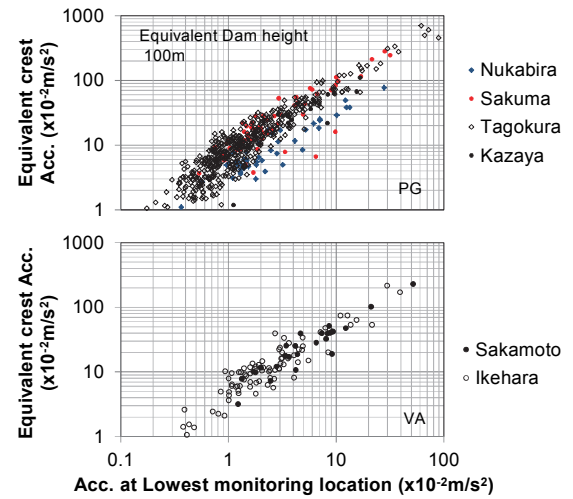 Equivalent crest
Acc. (x10⁻²m/s²)
1000
100
10
1
Equivalent Dam height
100m
PG
Nukabira
Sakuma
Tagokura
Kazaya
Equivalent crest Acc.
(x10⁻²m/s²)
1000
100
10
1
VA
Sakamoto
Ikehara
0.1 1 10 100
Acc. at Lowest monitoring location (x10⁻²m/s²)